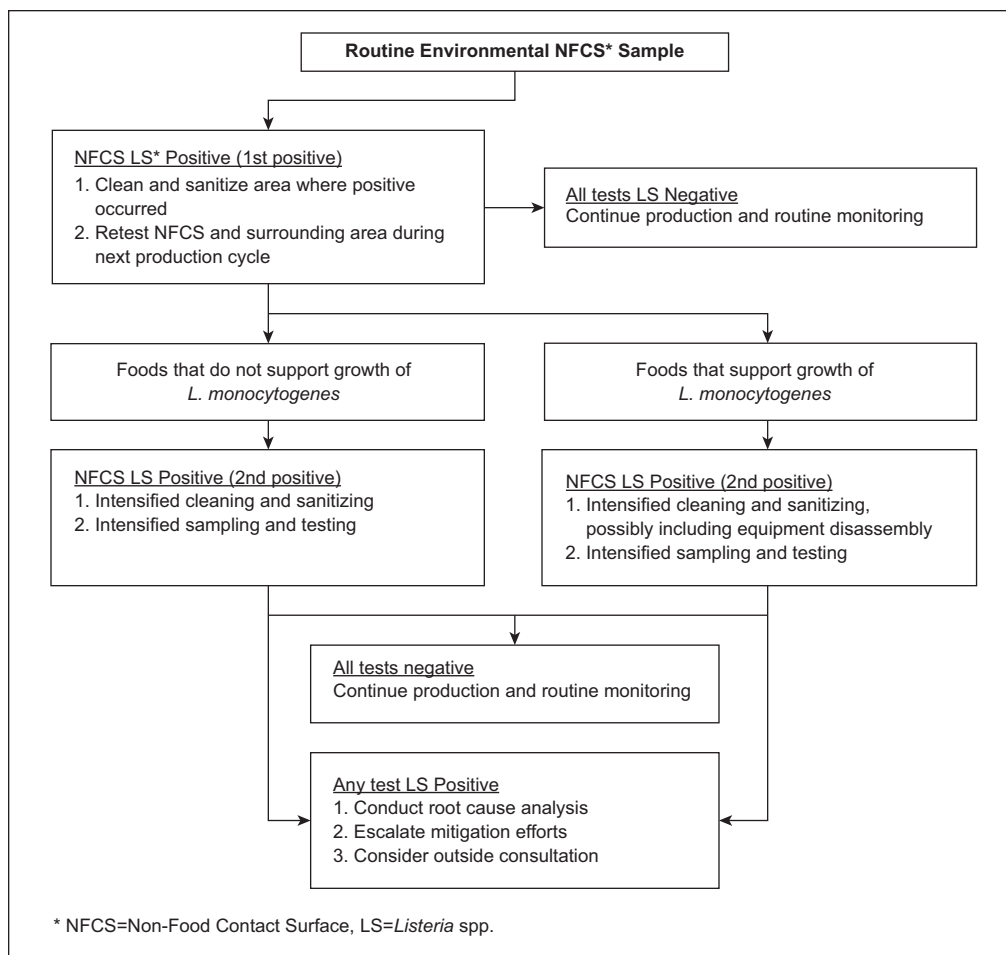 Routine Environmental NFCS* Sample
NFCS LS* Positive (1st positive)
1. Clean and sanitize area where positive
occurred
2. Retest NFCS and surrounding area during
next production cycle
All tests LS Negative
Continue production and routine monitoring
Foods that do not support growth of
L. monocytogenes
Foods that support growth of
L. monocytogenes
NFCS LS Positive (2nd positive)
1. Intensified cleaning and sanitizing
2. Intensified sampling and testing
NFCS LS Positive (2nd positive)
1. Intensified cleaning and sanitizing,
possibly including equipment disassembly
2. Intensified sampling and testing
All tests negative
Continue production and routine monitoring
Any test LS Positive
1. Conduct root cause analysis
2. Escalate mitigation efforts
3. Consider outside consultation
* NFCS=Non-Food Contact Surface, LS=Listeria spp.